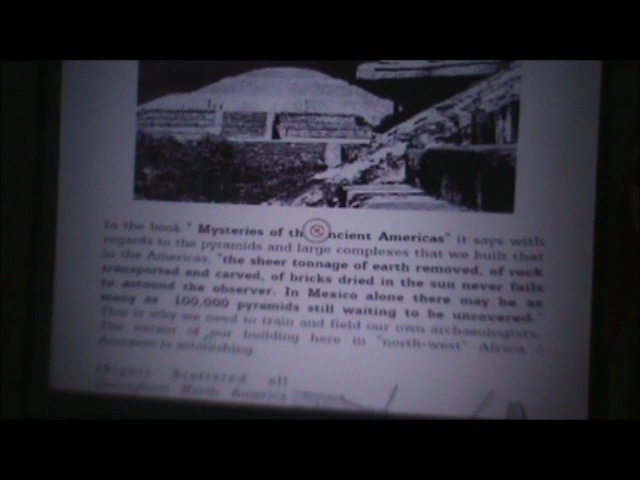 In the book " Mysteries of th ncient Americas" it says with
regards to the pyramids and large complexes that we built that
in the Americas, "the sheer tonnage of earth removed, of rock
transported and carved, of bricks dried in the sun never fails
to astound the observer. In Mexico alone there may be as
many as 100,000 pyramids still waiting to be uncovered."
This is why we need to train and field our own archaeologists.
The extent of our building here in "north-west" Africa /
is astonishing.
(Right) Scattered all
throughout North America